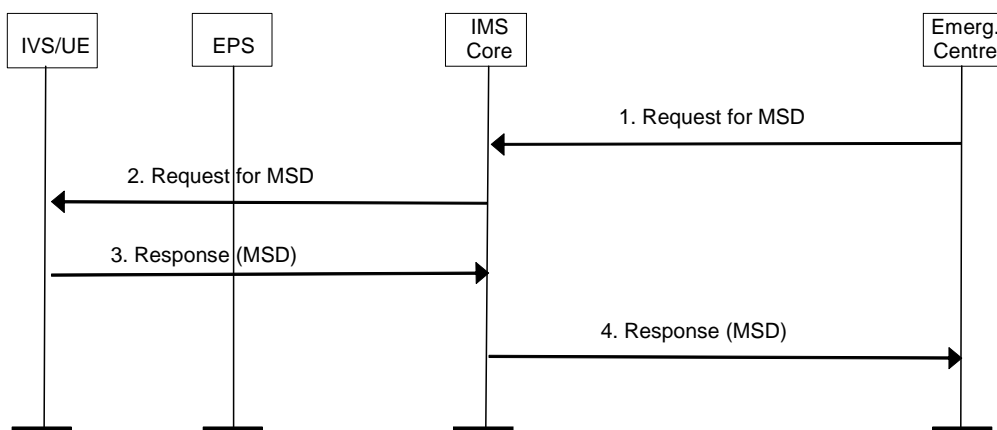 IVS/UE
EPS
IMS
Core
Emerg.
Centre
1. Request for MSD
2. Request for MSD
3. Response (MSD)
4. Response (MSD)